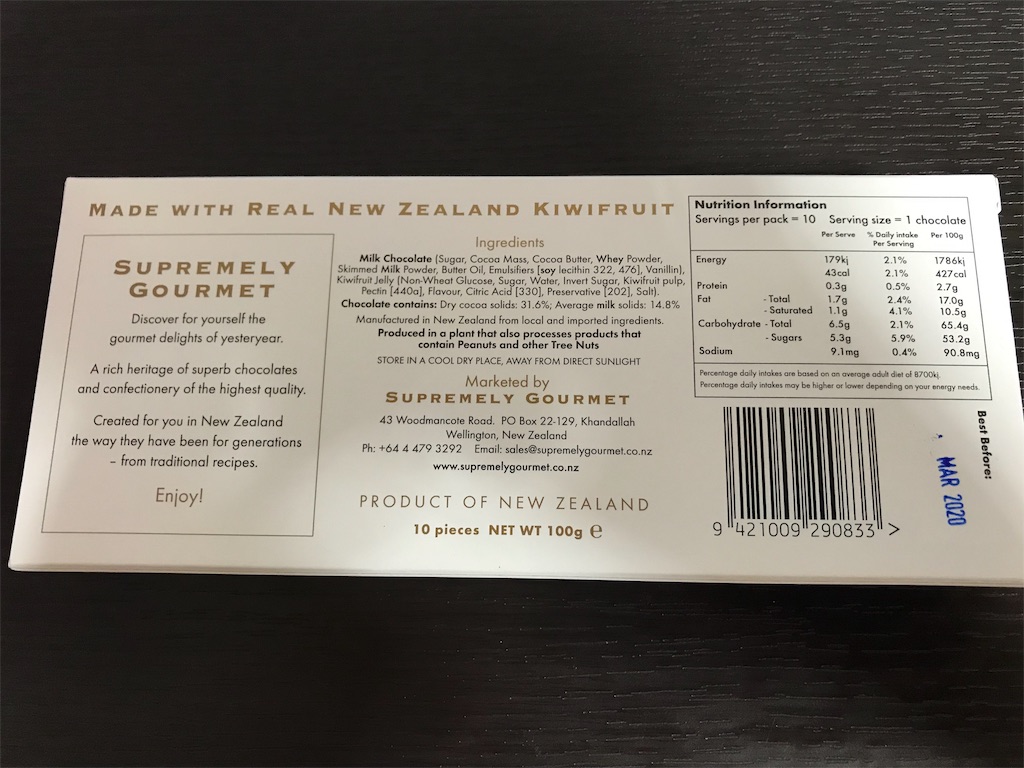 MADE WITH REAL NEW ZEALAND KIWIFRUIT
SUPREMELY
GOURMET
Discover for yourself the
gourmet delights of yesteryear.
A rich heritage of superb chocolates
and confectionery of the highest quality.
Created for you in New Zealand
the way they have been for generations
– from traditional recipes.
Enjoy!
Ingredients
Milk Chocolate (Sugar, Cocoa Mass, Cocoa Butter, Whey Powder,
Skimmed Milk Powder, Butter Oil, Emulsifiers [soy lecithin 322, 476], Vanillin),
Kiwifruit Jelly (Non-Wheat Glucose, Sugar, Water, Invert Sugar, Kiwifruit pulp,
Pectin [440a], Flavour, Citric Acid [330], Preservative [202], Salt).
Chocolate contains: Dry cocoa solids: 31.6%; Average milk solids: 14.8%
Manufactured in New Zealand from local and imported ingredients.
Produced in a plant that also processes products that
contain Peanuts and other Tree Nuts
STORE IN A COOL DRY PLACE, AWAY FROM DIRECT SUNLIGHT
Marketed by
SUPREMELY GOURMET
43 Woodmancote Road. PO Box 22-129, Khandallah
Wellington, New Zealand
Ph: +64 4 479 3292 Email: sales@supremelygourmet.co.nz
www.supremelygourmet.co.nz
PRODUCT OF NEW ZEALAND
10 pieces NET WT 100g ℮
Nutrition Information
Servings per pack = 10 Serving size = 1 chocolate
Per Serve % Daily intake Per 100g
Per Serving
Energy 179kj 2.1% 1786kj
43cal 2.1% 427cal
Protein 0.3g 0.5% 2.7g
Fat - Total 1.7g 2.4% 17.0g
- Saturated 1.1g 4.1% 10.5g
Carbohydrate - Total 6.5g 2.1% 65.4g
- Sugars 5.3g 5.9% 53.2g
Sodium 9.1mg 0.4% 90.8mg
Percentage daily intakes are based on an average adult diet of 8700kj.
Percentage daily intakes may be higher or lower depending on your energy needs.
9 421009 290833 >
Best Before:
MAR 2020